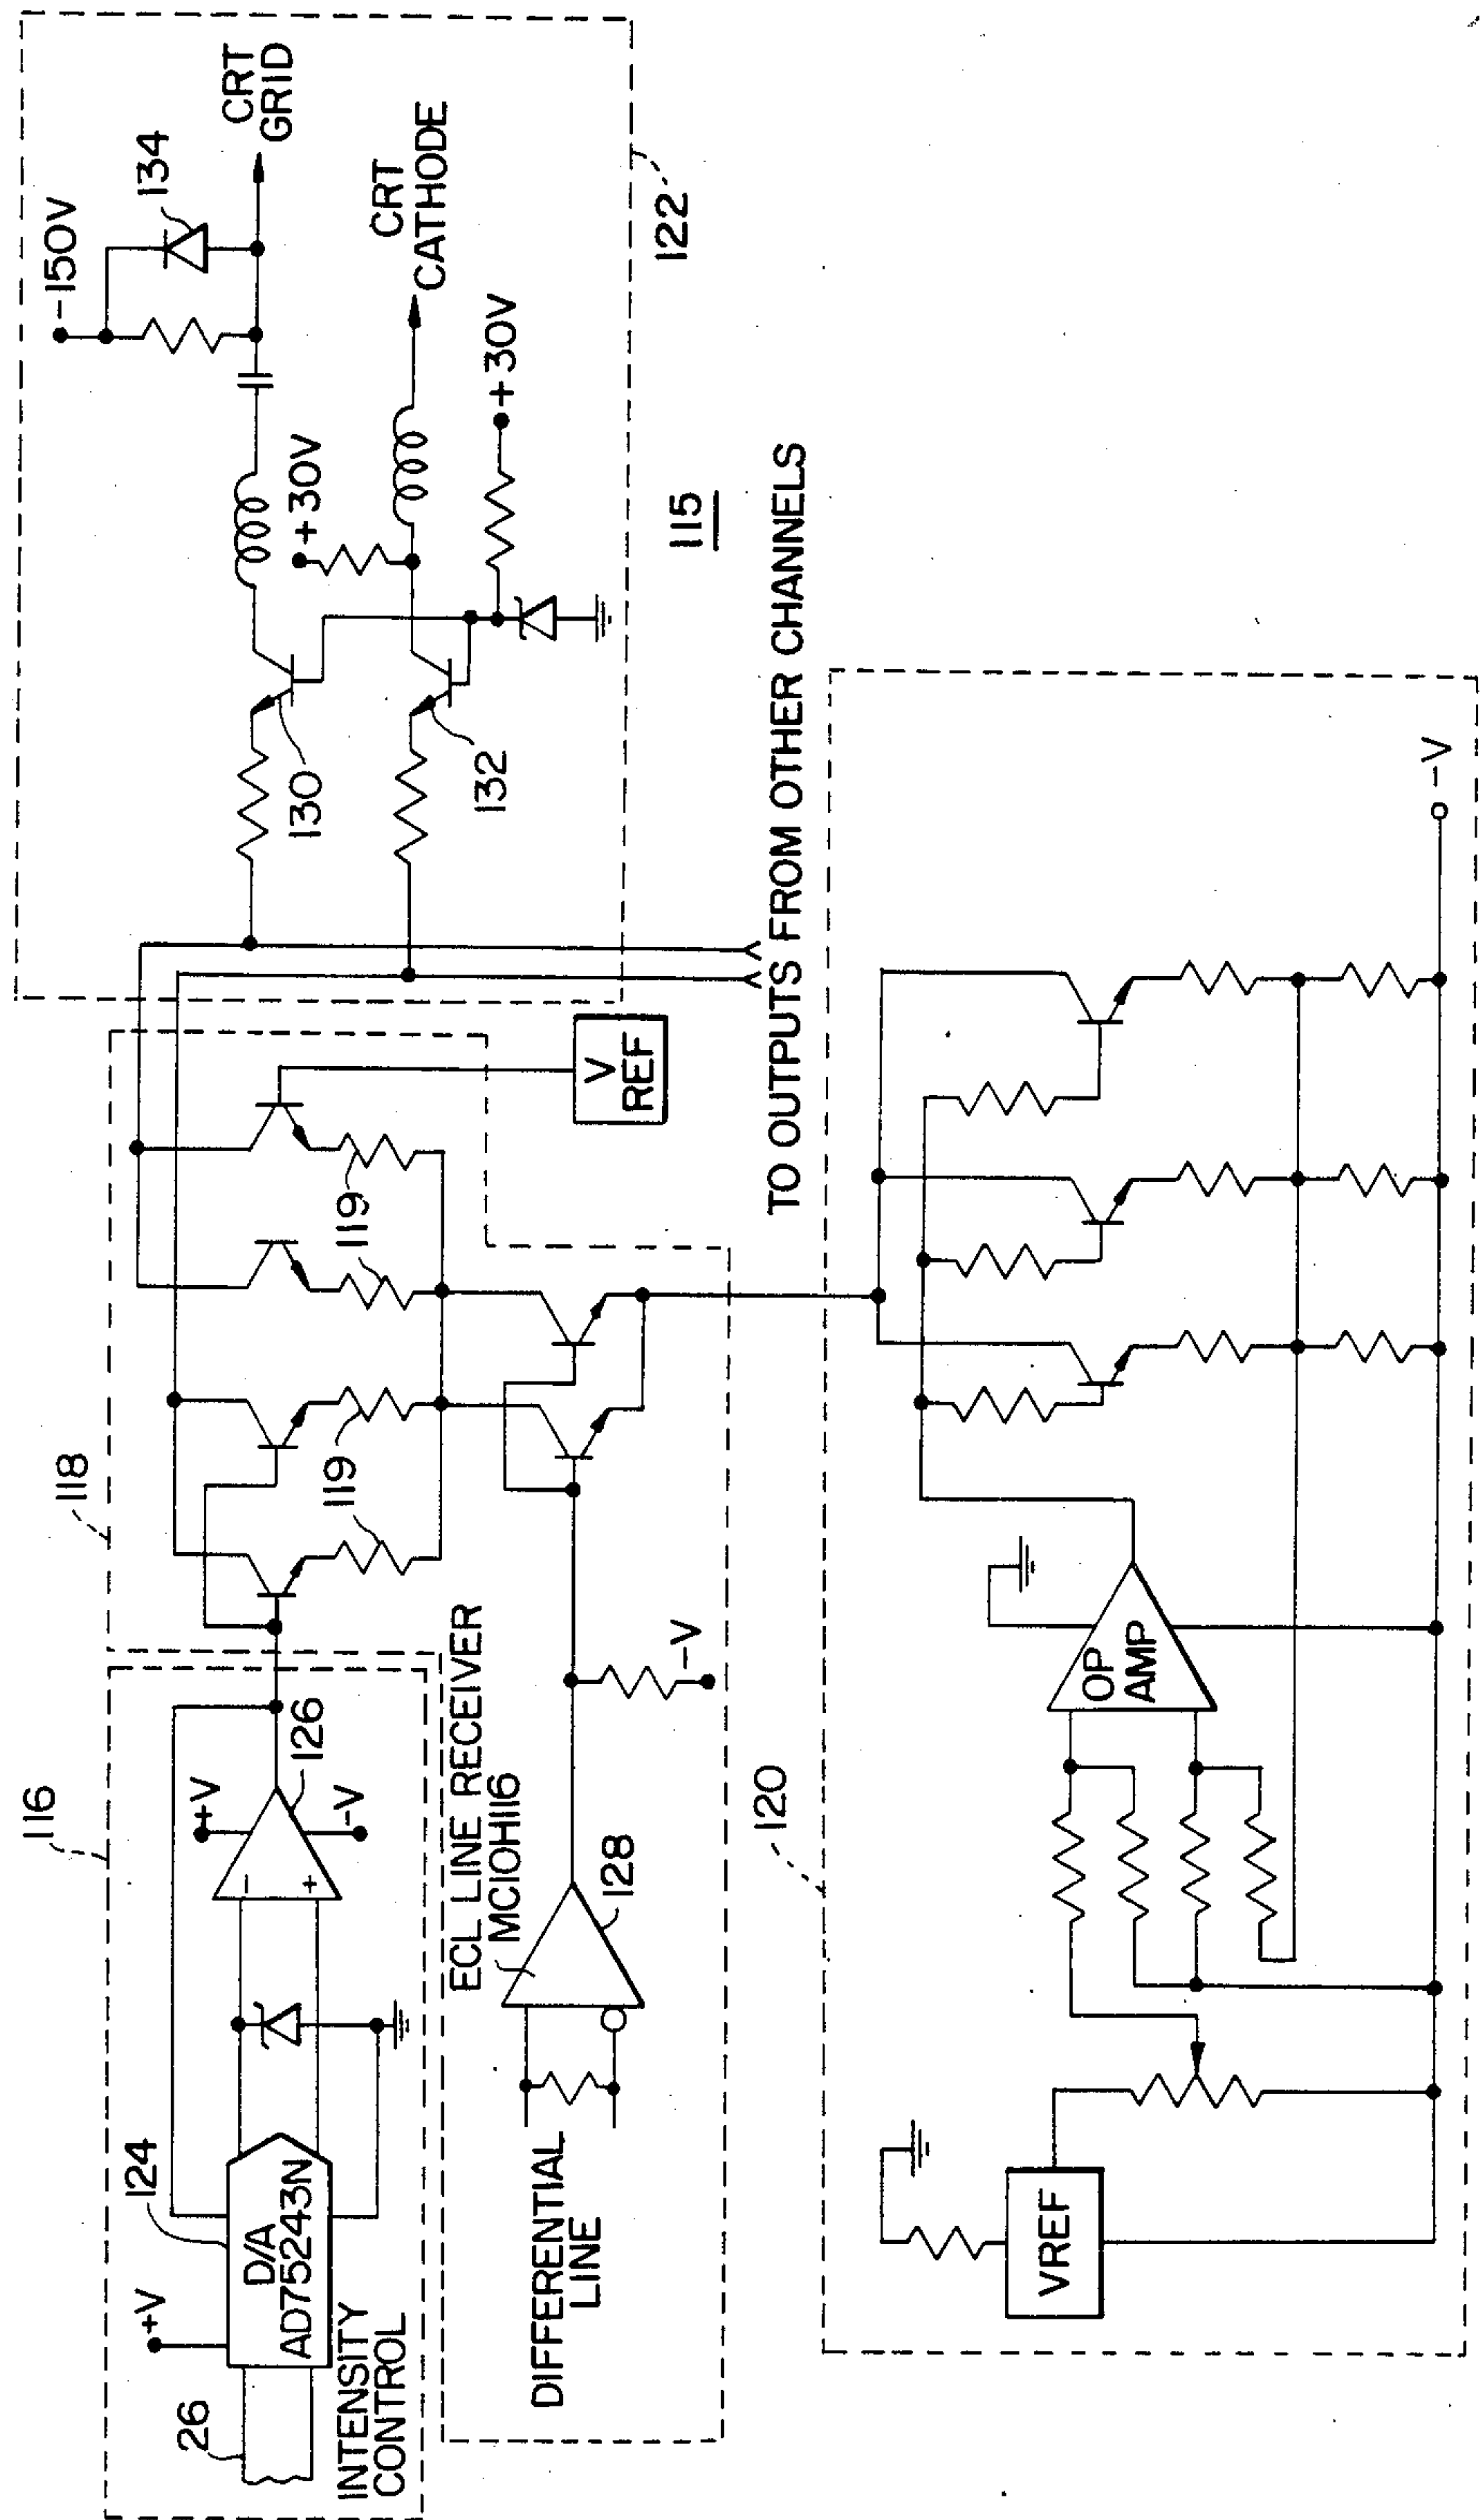 116
118
+V
124
D/A
AD75243N
26
INTENSITY
CONTROL
-
+
+V
-V
126
119
119
V
REF
ECL LINE RECEIVER
MC10H116
128
DIFFERENTIAL
LINE
-V
-150V
134
CRT
GRID
+30V
130
CRT
CATHODE
132
+30V
122
115
TO OUTPUTS FROM OTHER CHANNELS
120
VREF
OP
AMP
-V